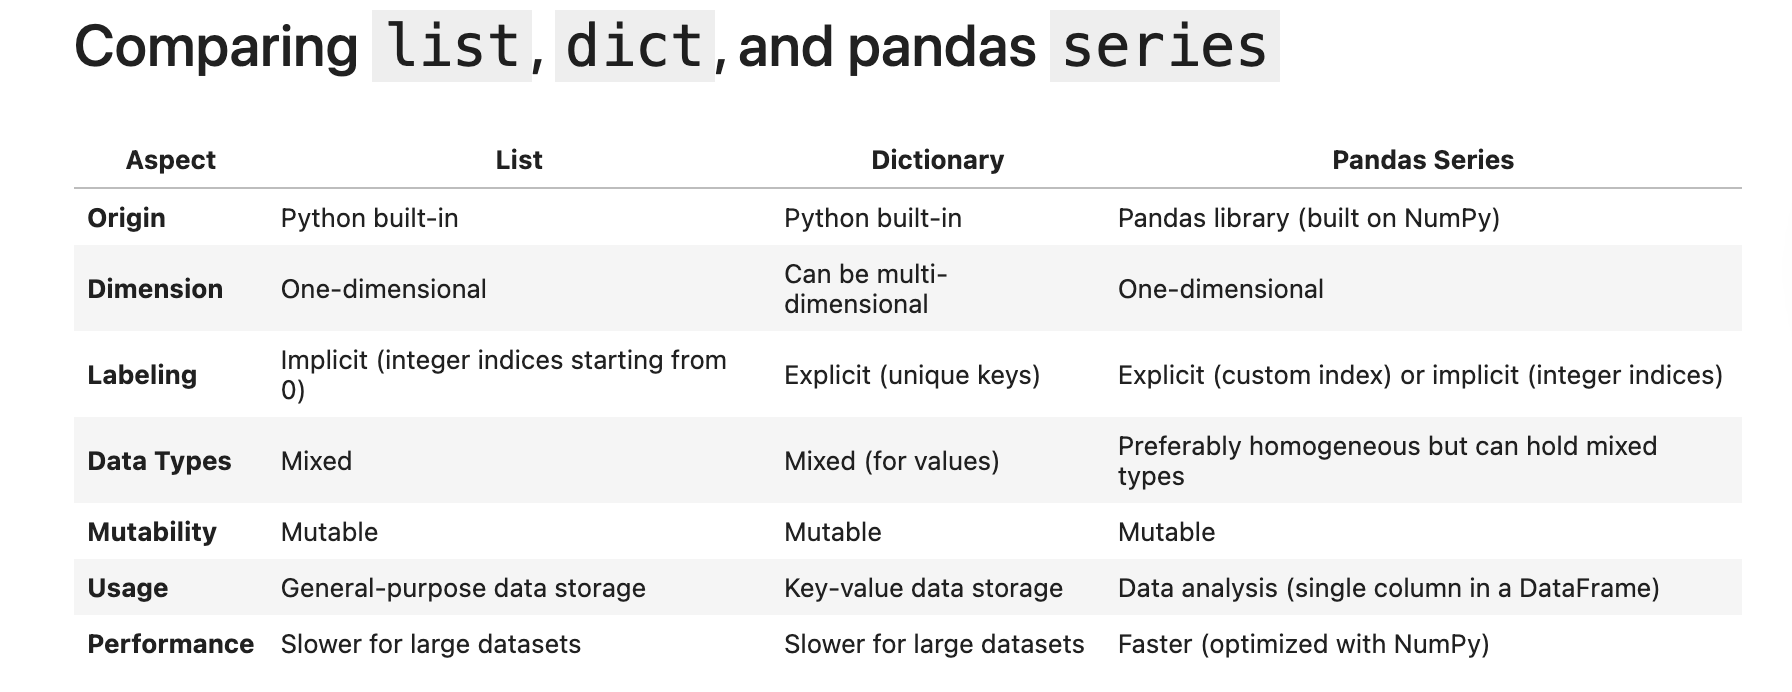 Comparing list, dict, and pandas series
Aspect List Dictionary Pandas Series
Origin Python built-in Python built-in Pandas library (built on NumPy)
Dimension One-dimensional Can be multi-
dimensional One-dimensional
Labeling Implicit (integer indices starting from
0) Explicit (unique keys) Explicit (custom index) or implicit (integer indices)
Data Types Mixed Mixed (for values) Preferably homogeneous but can hold mixed
types
Mutability Mutable Mutable Mutable
Usage General-purpose data storage Key-value data storage Data analysis (single column in a DataFrame)
Performance Slower for large datasets Slower for large datasets Faster (optimized with NumPy)